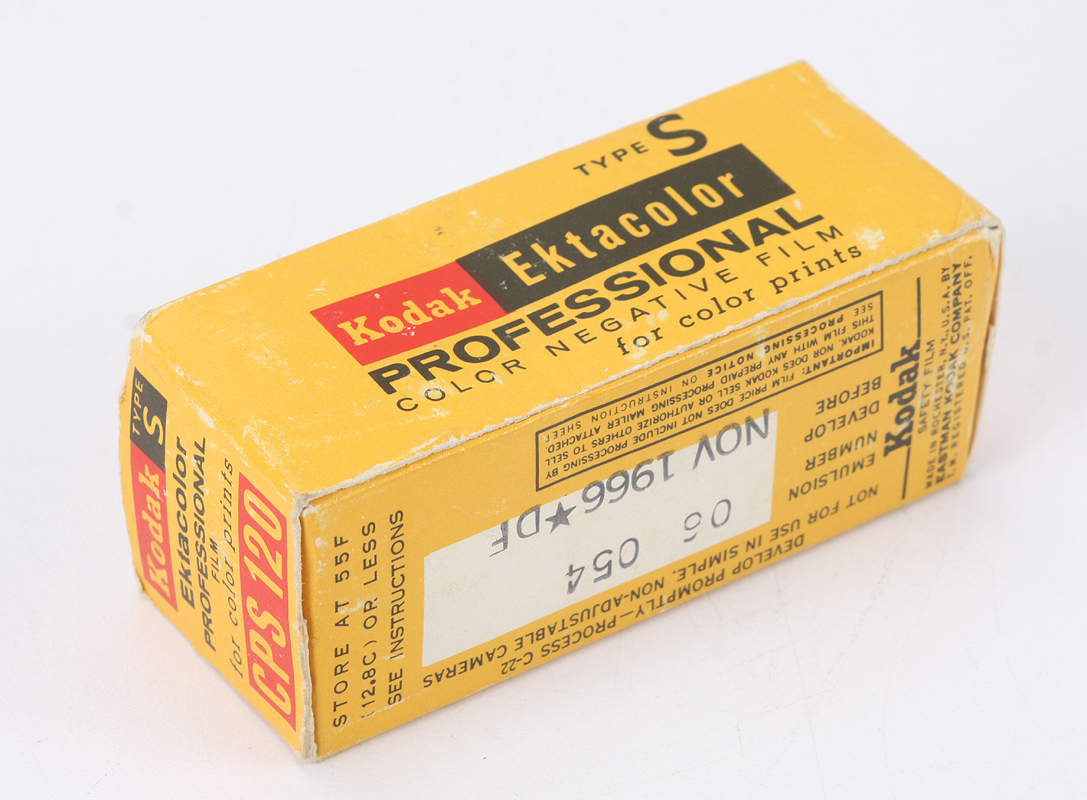 TYPE S
Kodak Ektacolor
PROFESSIONAL
COLOR NEGATIVE FILM
for color prints
TYPE S
Kodak
Ektacolor
PROFESSIONAL
FILM
for color prints
CPS 120
STORE AT 55F
(12.8C) OR LESS
SEE INSTRUCTIONS
DEVELOP PROMPTLY—PROCESS C-22
NOT FOR USE IN SIMPLE, NON-ADJUSTABLE CAMERAS
EMULSION
NUMBER
06 054
DEVELOP
BEFORE
NOV 1966★DF
IMPORTANT: FILM PRICE DOES NOT INCLUDE PROCESSING BY
KODAK, NOR DOES KODAK SELL OR AUTHORIZE OTHERS TO SELL
THIS FILM WITH ANY PREPAID PROCESSING MAILER ATTACHED
SEE PROCESSING NOTICE ON INSTRUCTION SHEET
Kodak
SAFETY FILM
MADE IN ROCHESTER, N.Y., U.S.A. BY
EASTMAN KODAK COMPANY
T.M. REGISTERED U.S. PAT. OFF.